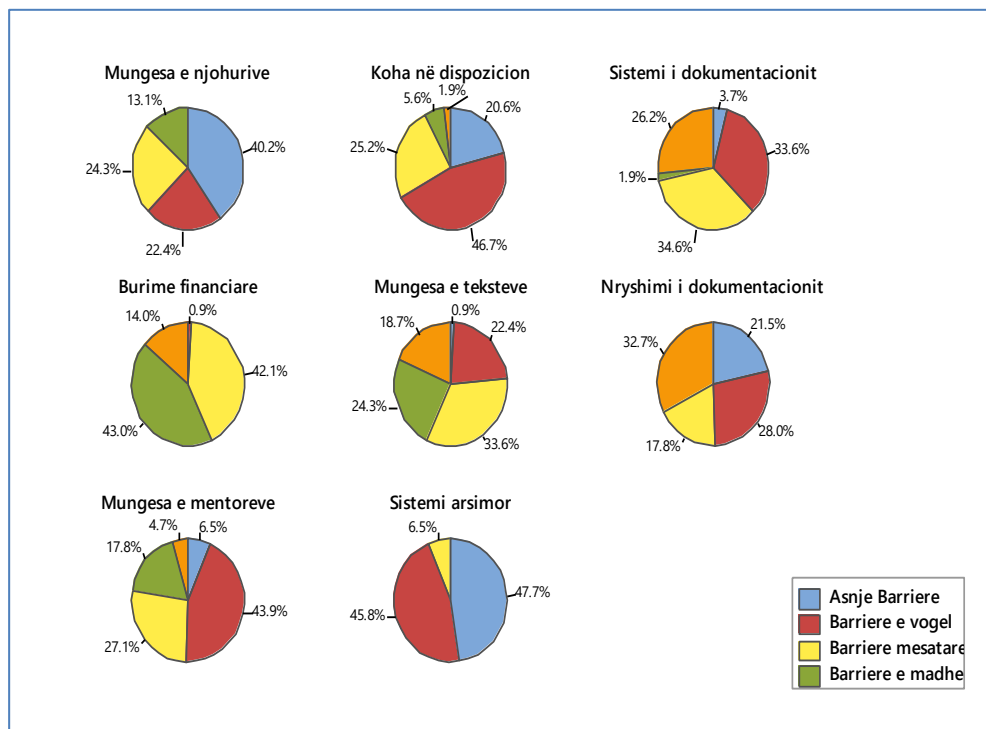 Mungesa e njohurive
13.1%
40.2%
24.3%
22.4%
Koha në dispozicion
1.9%
5.6%
20.6%
25.2%
46.7%
Sistemi i dokumentacionit
3.7%
26.2%
33.6%
1.9%
34.6%
Burime financiare
14.0%
0.9%
42.1%
43.0%
Mungesa e teksteve
0.9%
18.7%
22.4%
24.3%
33.6%
Nryshimi i dokumentacionit
21.5%
32.7%
17.8%
28.0%
Mungesa e mentoreve
4.7%
6.5%
17.8%
43.9%
27.1%
Sistemi arsimor
6.5%
47.7%
45.8%
Asnje Barriere
Barriere e vogel
Barriere mesatare
Barriere e madhe